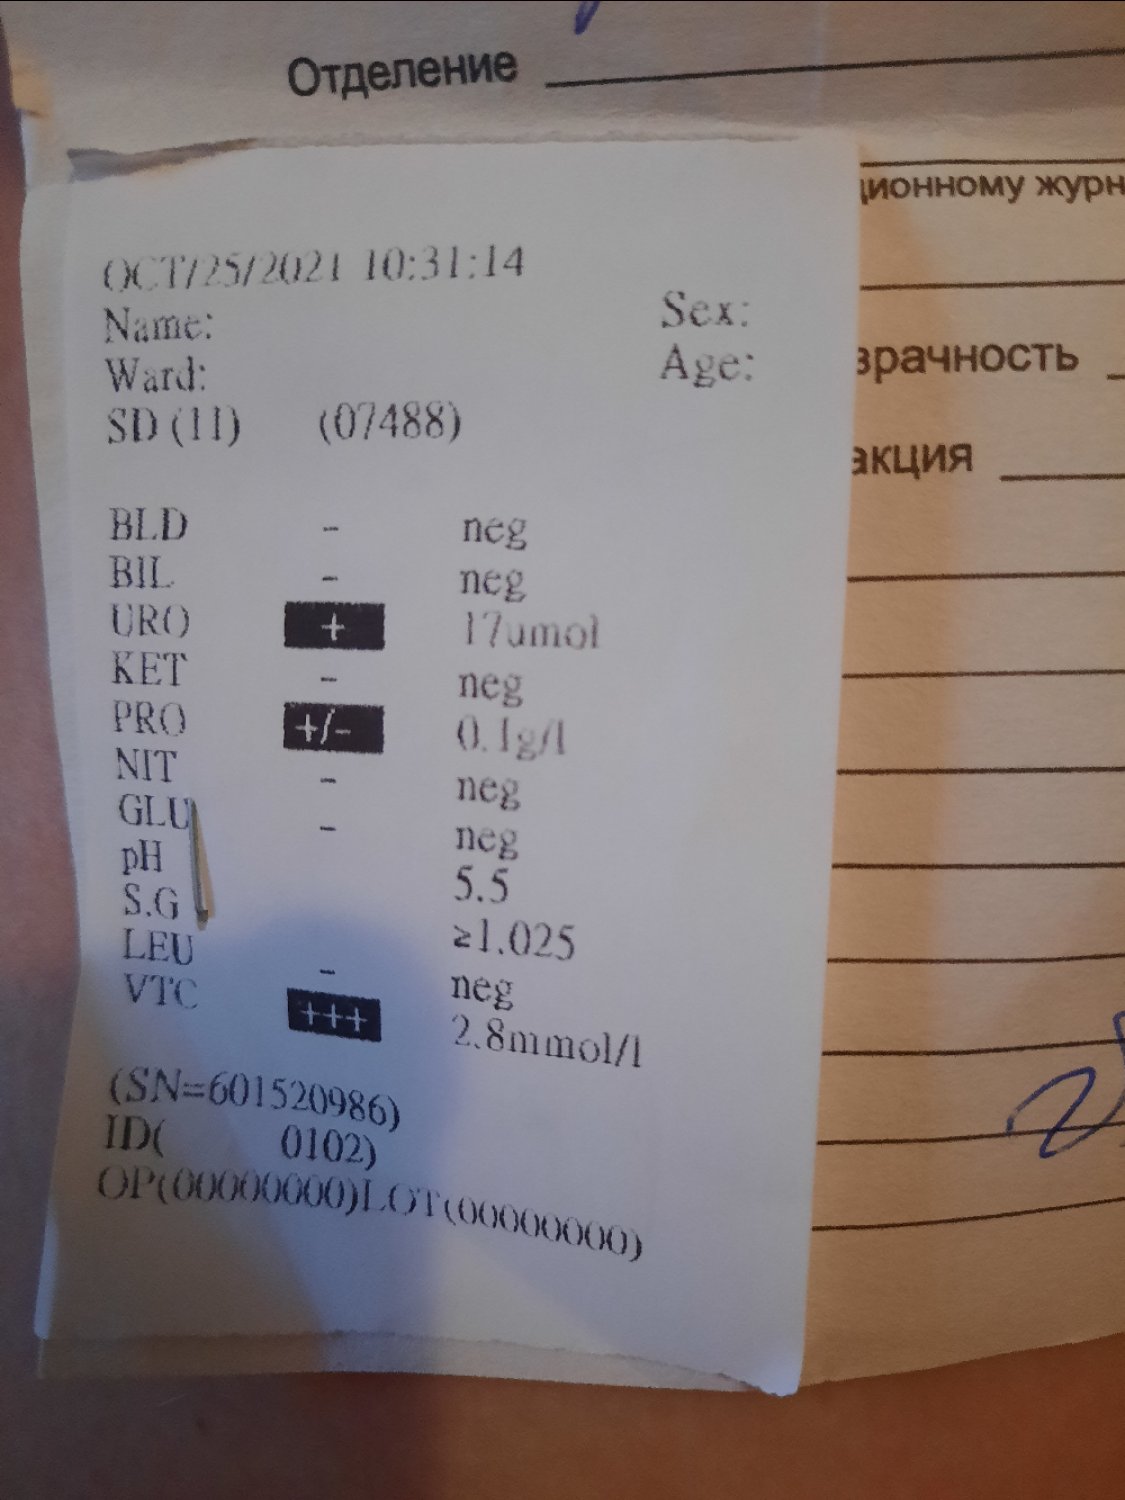 Отделение
ционному журн
OCT/25/2021 10:31:14
Name: Sex:
Ward: Age:
зрачность
SD (11) (07488)
акция
BLD - neg
BIL - neg
URO + 17umol
KET - neg
PRO +/- 0.1g/l
NIT - neg
GLU - neg
pH 5.5
S.G ≥1.025
LEU - neg
VTC +++ 2.8mmol/l
(SN=601520986)
ID( 0102)
OP(00000000)LOT(00000000)